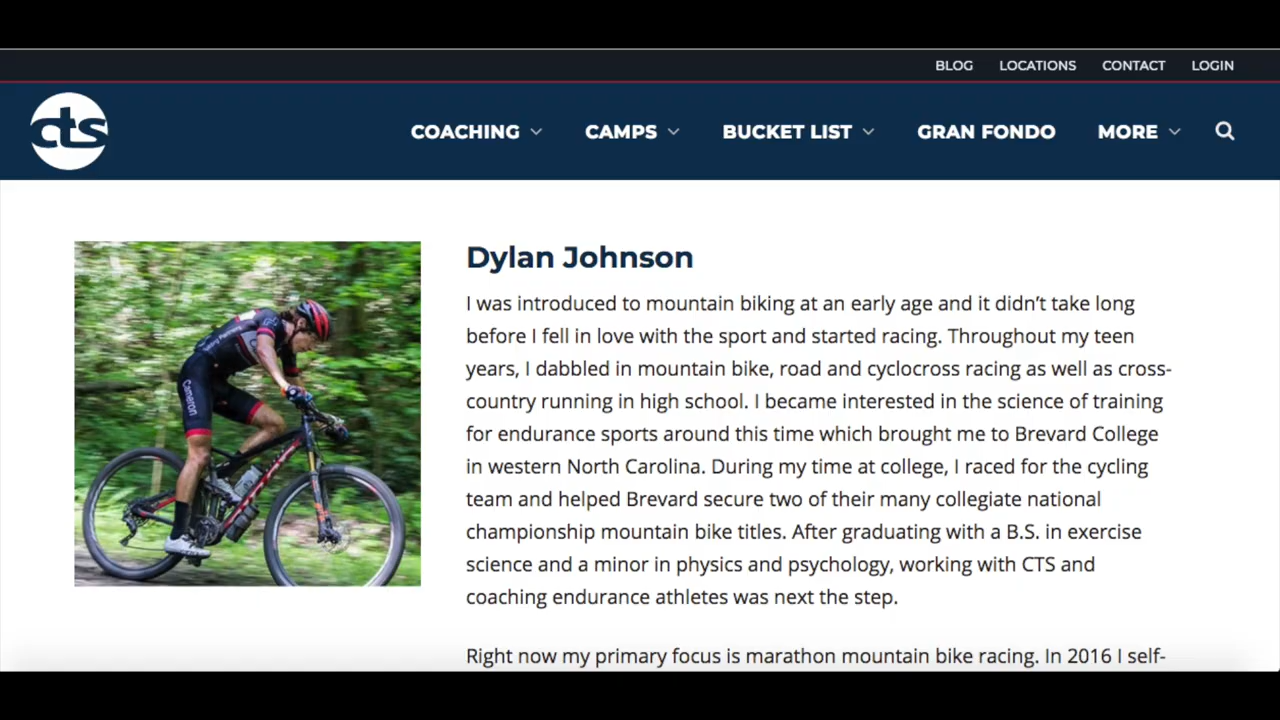 BLOG LOCATIONS CONTACT LOGIN
cts COACHING CAMPS BUCKET LIST GRAN FONDO MORE
Dylan Johnson
I was introduced to mountain biking at an early age and it didn’t take long
before I fell in love with the sport and started racing. Throughout my teen
years, I dabbled in mountain bike, road and cyclocross racing as well as cross-
country running in high school. I became interested in the science of training
for endurance sports around this time which brought me to Brevard College
in western North Carolina. During my time at college, I raced for the cycling
team and helped Brevard secure two of their many collegiate national
championship mountain bike titles. After graduating with a B.S. in exercise
science and a minor in physics and psychology, working with CTS and
coaching endurance athletes was next the step.
Right now my primary focus is marathon mountain bike racing. In 2016 I self-
Cameron